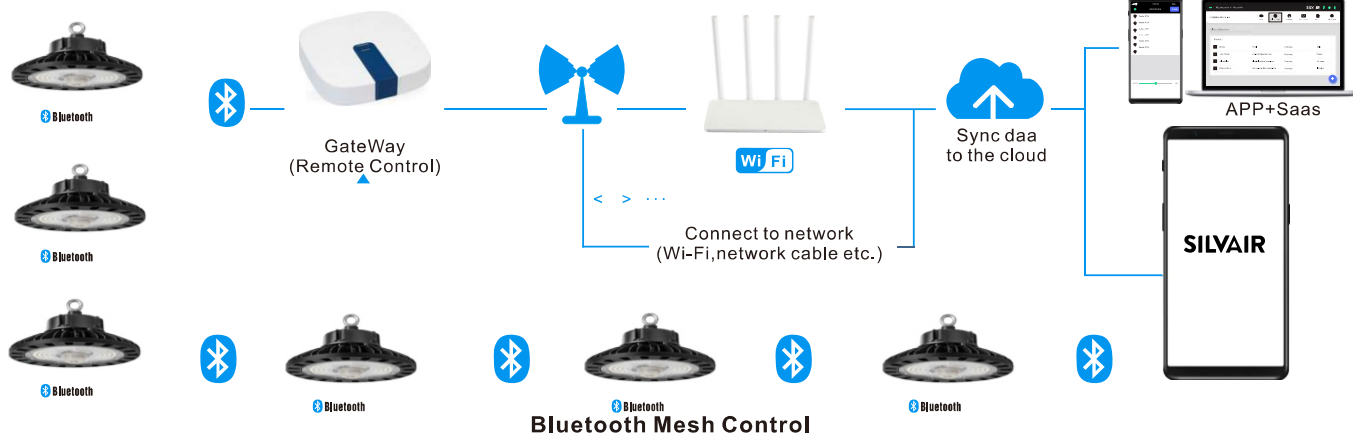 Bluetooth
GateWay
(Remote Control)
Wi Fi
Sync daa
to the cloud
APP+Saas
Bluetooth
< > ...
Connect to network
(Wi-Fi,network cable etc.)
SILVAIR
Bluetooth
Bluetooth
Bluetooth
Bluetooth
Bluetooth Mesh Control